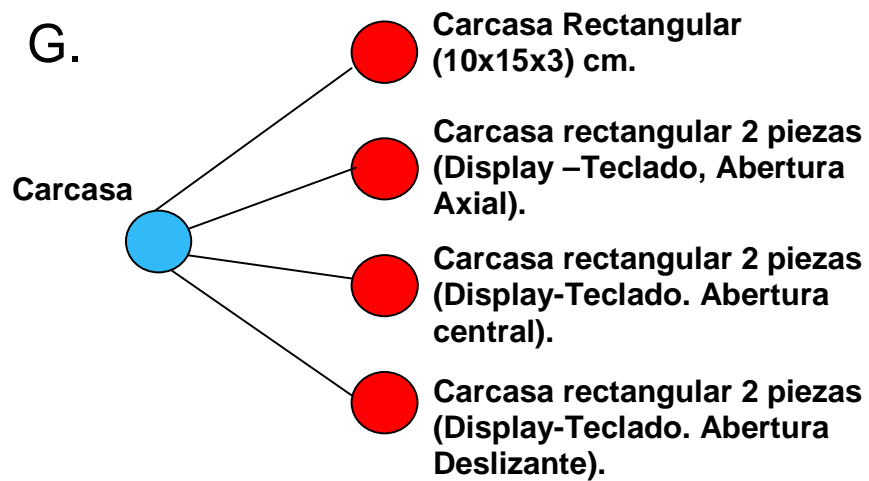 G.
Carcasa Rectangular
(10x15x3) cm.
Carcasa rectangular 2 piezas
(Display –Teclado, Abertura
Axial).
Carcasa
Carcasa rectangular 2 piezas
(Display-Teclado. Abertura
central).
Carcasa rectangular 2 piezas
(Display-Teclado. Abertura
Deslizante).